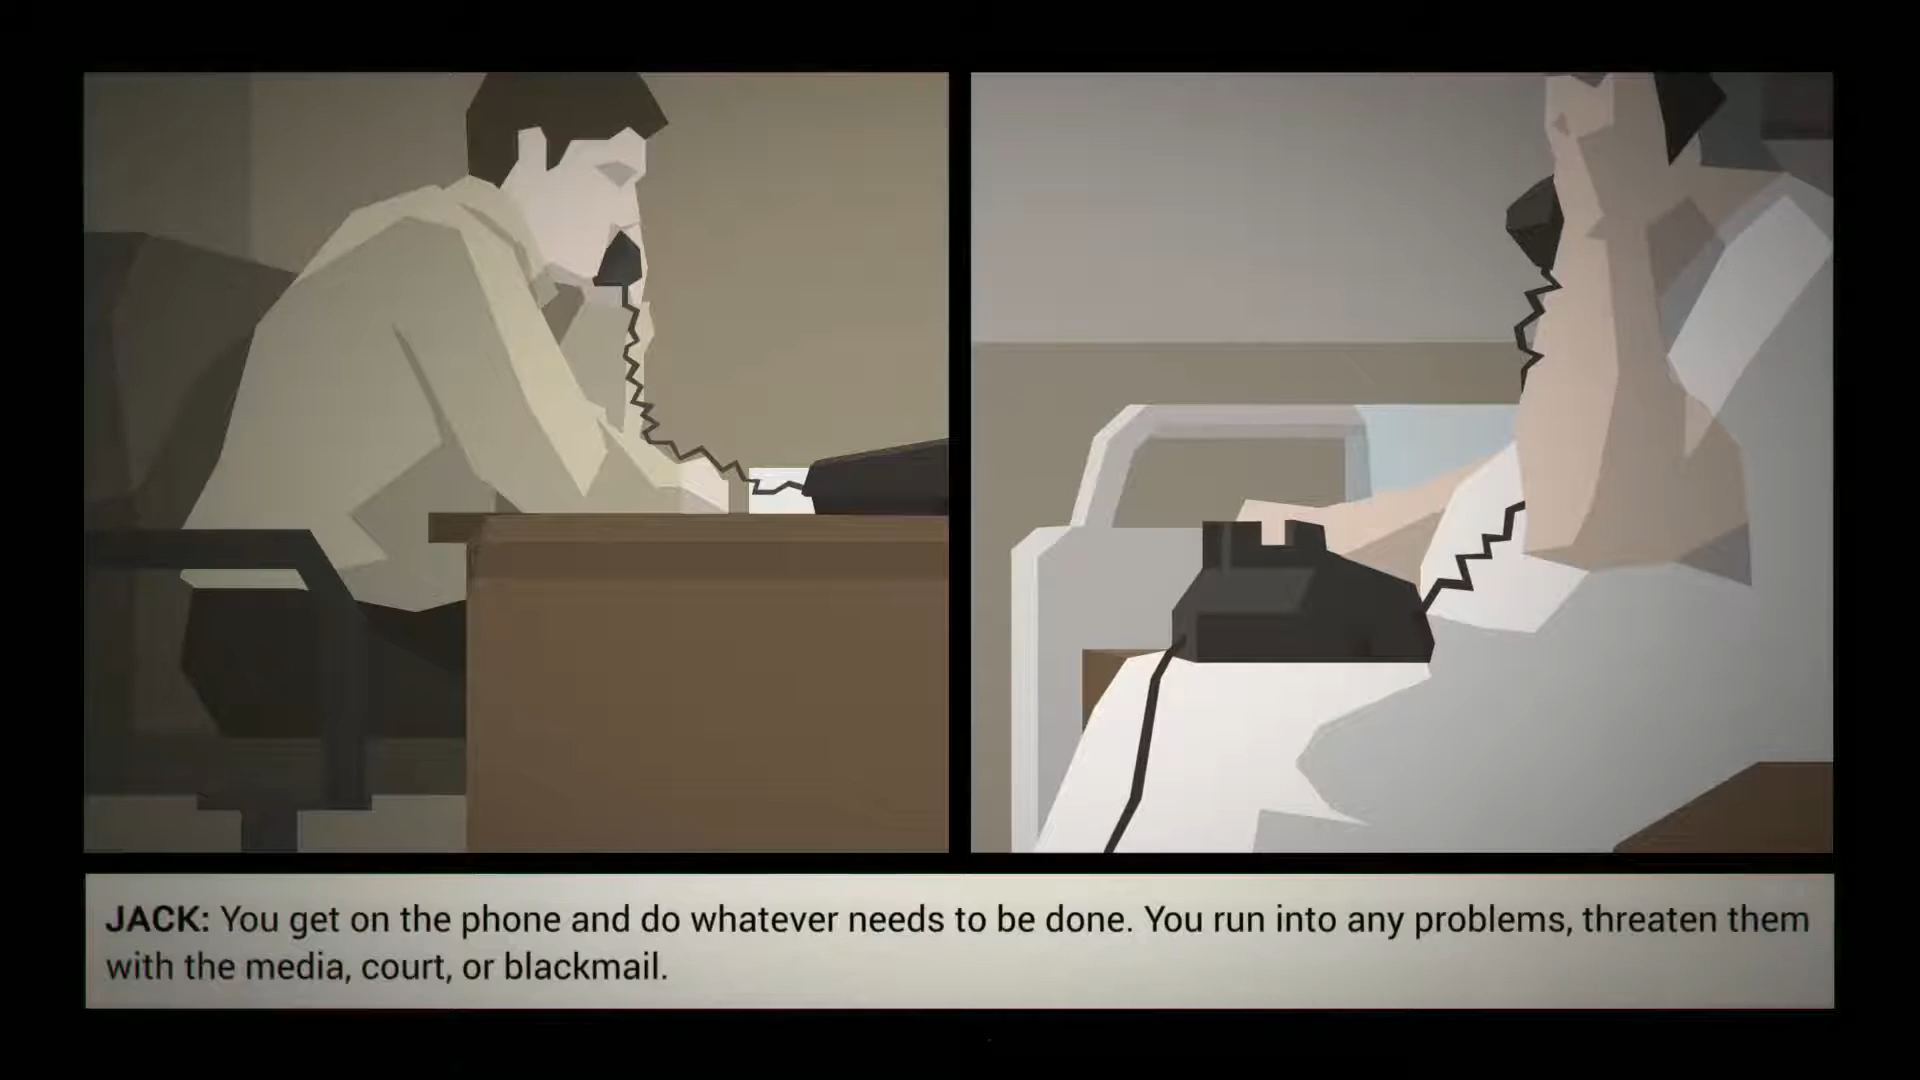 JACK: You get on the phone and do whatever needs to be done. You run into any problems, threaten them
with the media, court, or blackmail.